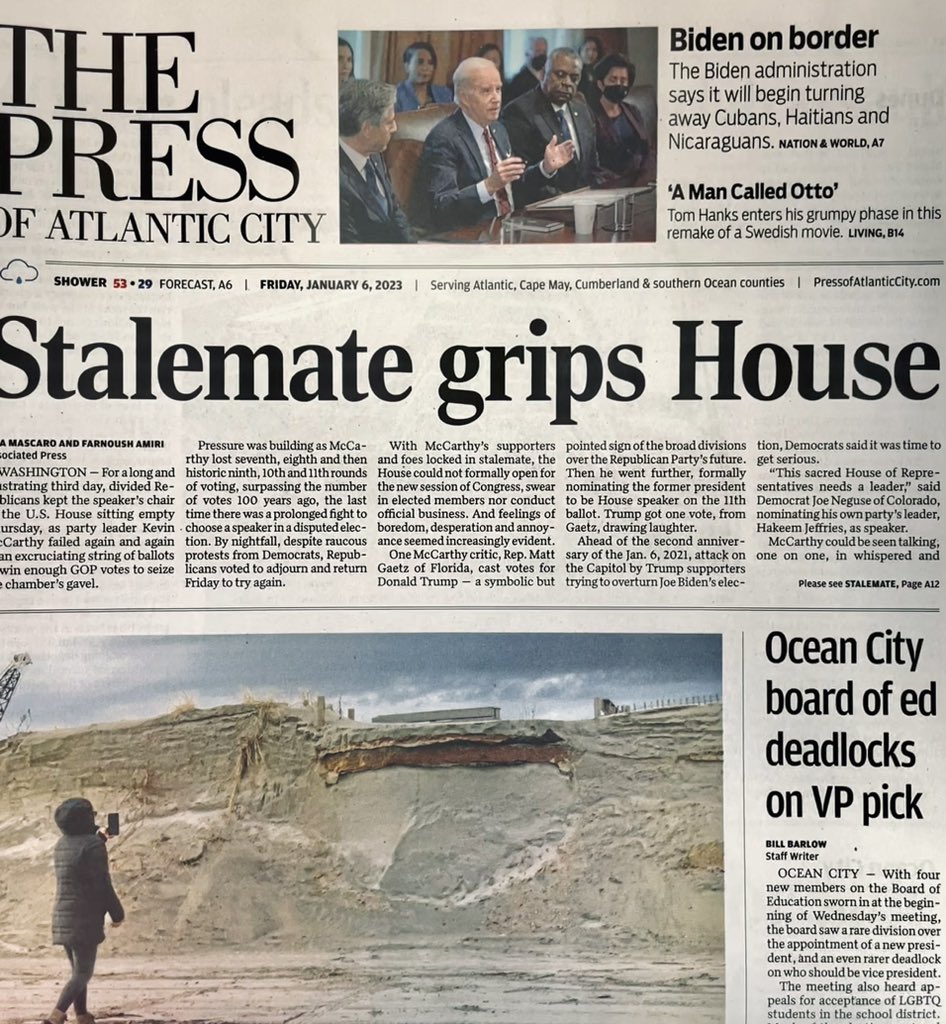 THE
PRESS
OF ATLANTIC CITY
Biden on border
The Biden administration
says it will begin turning
away Cubans, Haitians and
Nicaraguans. NATION & WORLD, A7
‘A Man Called Otto’
Tom Hanks enters his grumpy phase in this
remake of a Swedish movie. LIVING, B14
SHOWER 53 • 29 FORECAST, A6 | FRIDAY, JANUARY 6, 2023 | Serving Atlantic, Cape May, Cumberland & southern Ocean counties | PressofAtlanticCity.com
Stalemate grips House
A MASCARO AND FARNOUSH AMIRI
sociated Press
WASHINGTON — For a long and
ustrating third day, divided Re-
blicans kept the speaker’s chair
the U.S. House sitting empty
ursday, as party leader Kevin
cCarthy failed again and again
an excruciating string of ballots
win enough GOP votes to seize
e chamber’s gavel.
Pressure was building as McCa-
rthy lost seventh, eighth and then
historic ninth, 10th and 11th rounds
of voting, surpassing the number
of votes 100 years ago, the last
time there was a prolonged fight to
choose a speaker in a disputed elec-
tion. By nightfall, despite raucous
protests from Democrats, Repub-
licans voted to adjourn and return
Friday to try again.
With McCarthy’s supporters
and foes locked in stalemate, the
House could not formally open for
the new session of Congress, swear
in elected members nor conduct
official business. And feelings of
boredom, desperation and annoy-
ance seemed increasingly evident.
One McCarthy critic, Rep. Matt
Gaetz of Florida, cast votes for
Donald Trump — a symbolic but
pointed sign of the broad divisions
over the Republican Party’s future.
Then he went further, formally
nominating the former president
to be House speaker on the 11th
ballot. Trump got one vote, from
Gaetz, drawing laughter.
Ahead of the second anniver-
sary of the Jan. 6, 2021, attack on
the Capitol by Trump supporters
trying to overturn Joe Biden’s elec-
tion, Democrats said it was time to
get serious.
“This sacred House of Repre-
sentatives needs a leader,” said
Democrat Joe Neguse of Colorado,
nominating his own party’s leader,
Hakeem Jeffries, as speaker.
McCarthy could be seen talking,
one on one, in whispered and
Please see STALEMATE, Page A12
Ocean City
board of ed
deadlocks
on VP pick
BILL BARLOW
Staff Writer
OCEAN CITY — With four
new members on the Board of
Education sworn in at the begin-
ning of Wednesday’s meeting,
the board saw a rare division over
the appointment of a new presi-
dent, and an even rarer deadlock
on who should be vice president.
The meeting also heard ap-
peals for acceptance of LGBTQ
students in the school district.